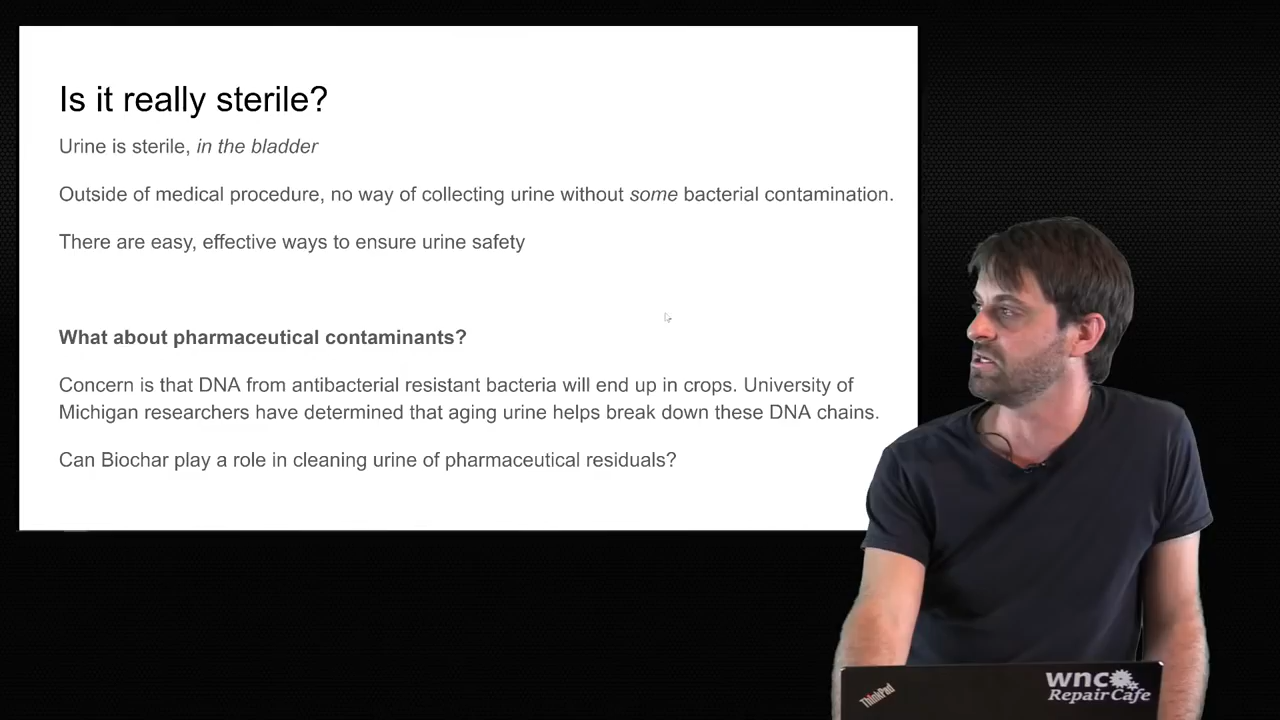 Is it really sterile?
Urine is sterile, in the bladder
Outside of medical procedure, no way of collecting urine without some bacterial contamination.
There are easy, effective ways to ensure urine safety
What about pharmaceutical contaminants?
Concern is that DNA from antibacterial resistant bacteria will end up in crops. University of
Michigan researchers have determined that aging urine helps break down these DNA chains.
Can Biochar play a role in cleaning urine of pharmaceutical residuals?
ThinkPad
wnc
Repair Cafe